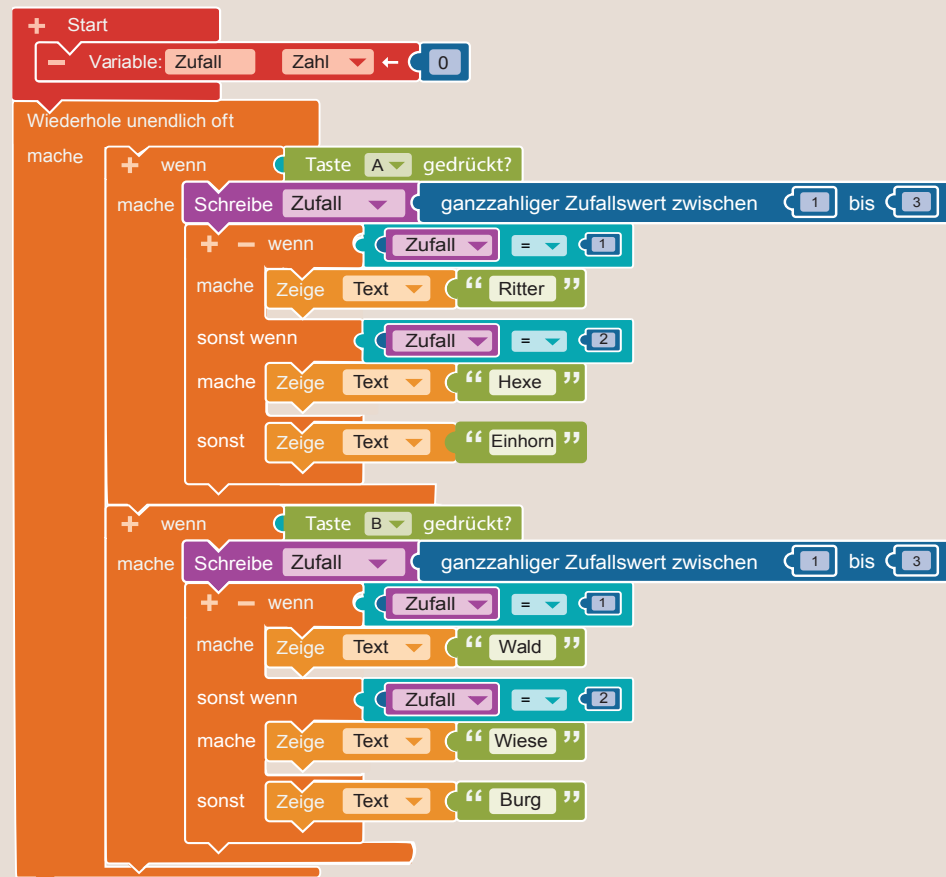 + Start
− Variable: Zufall Zahl ← 0
Wiederhole unendlich oft
mache + wenn Taste A gedrückt?
mache Schreibe Zufall ganzzahliger Zufallswert zwischen 1 bis 3
+ − wenn Zufall = 1
mache Zeige Text “ Ritter ”
sonst wenn Zufall = 2
mache Zeige Text “ Hexe ”
sonst Zeige Text “ Einhorn ”
+ wenn Taste B gedrückt?
mache Schreibe Zufall ganzzahliger Zufallswert zwischen 1 bis 3
+ − wenn Zufall = 1
mache Zeige Text “ Wald ”
sonst wenn Zufall = 2
mache Zeige Text “ Wiese ”
sonst Zeige Text “ Burg ”